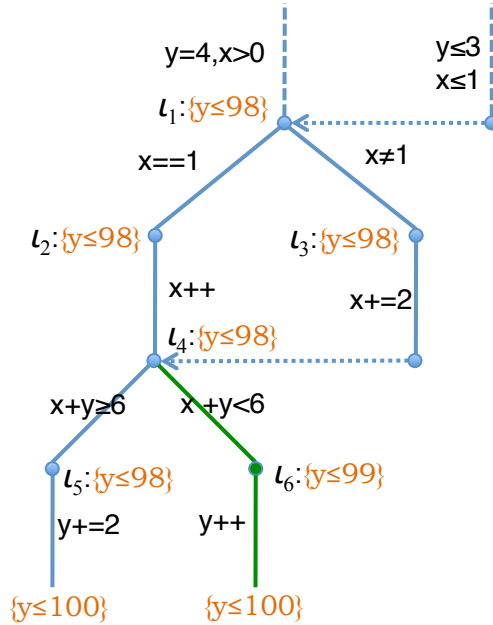 y=4,x>0
y≤3
x≤1
ι₁:{y≤98}
x==1
x≠1
ι₂:{y≤98}
ι₃:{y≤98}
x++
x+=2
ι₄:{y≤98}
x+y≥6
x +y<6
ι₅:{y≤98}
ι₆:{y≤99}
y+=2
y++
{y≤100}
{y≤100}